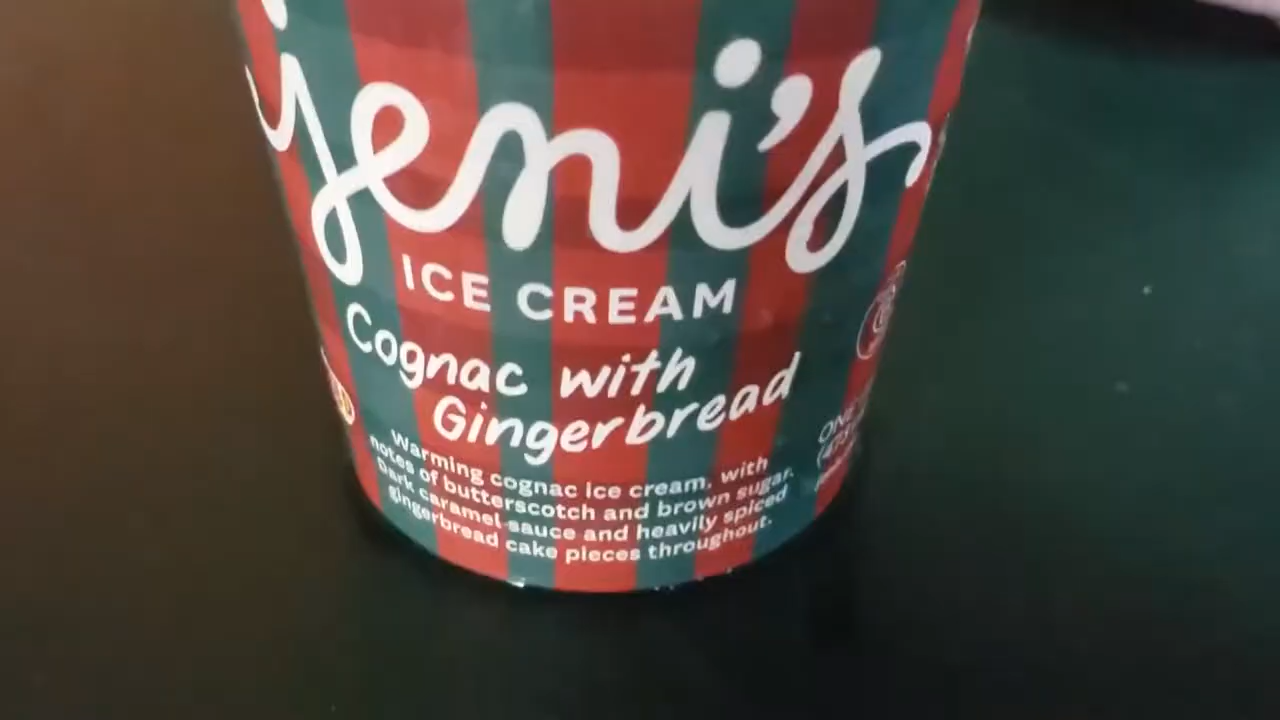 jeni's
ICE CREAM
Cognac with
Gingerbread
Warming cognac ice cream, with
notes of butterscotch and brown sugar.
Dark caramel sauce and heavily spiced
gingerbread cake pieces throughout.